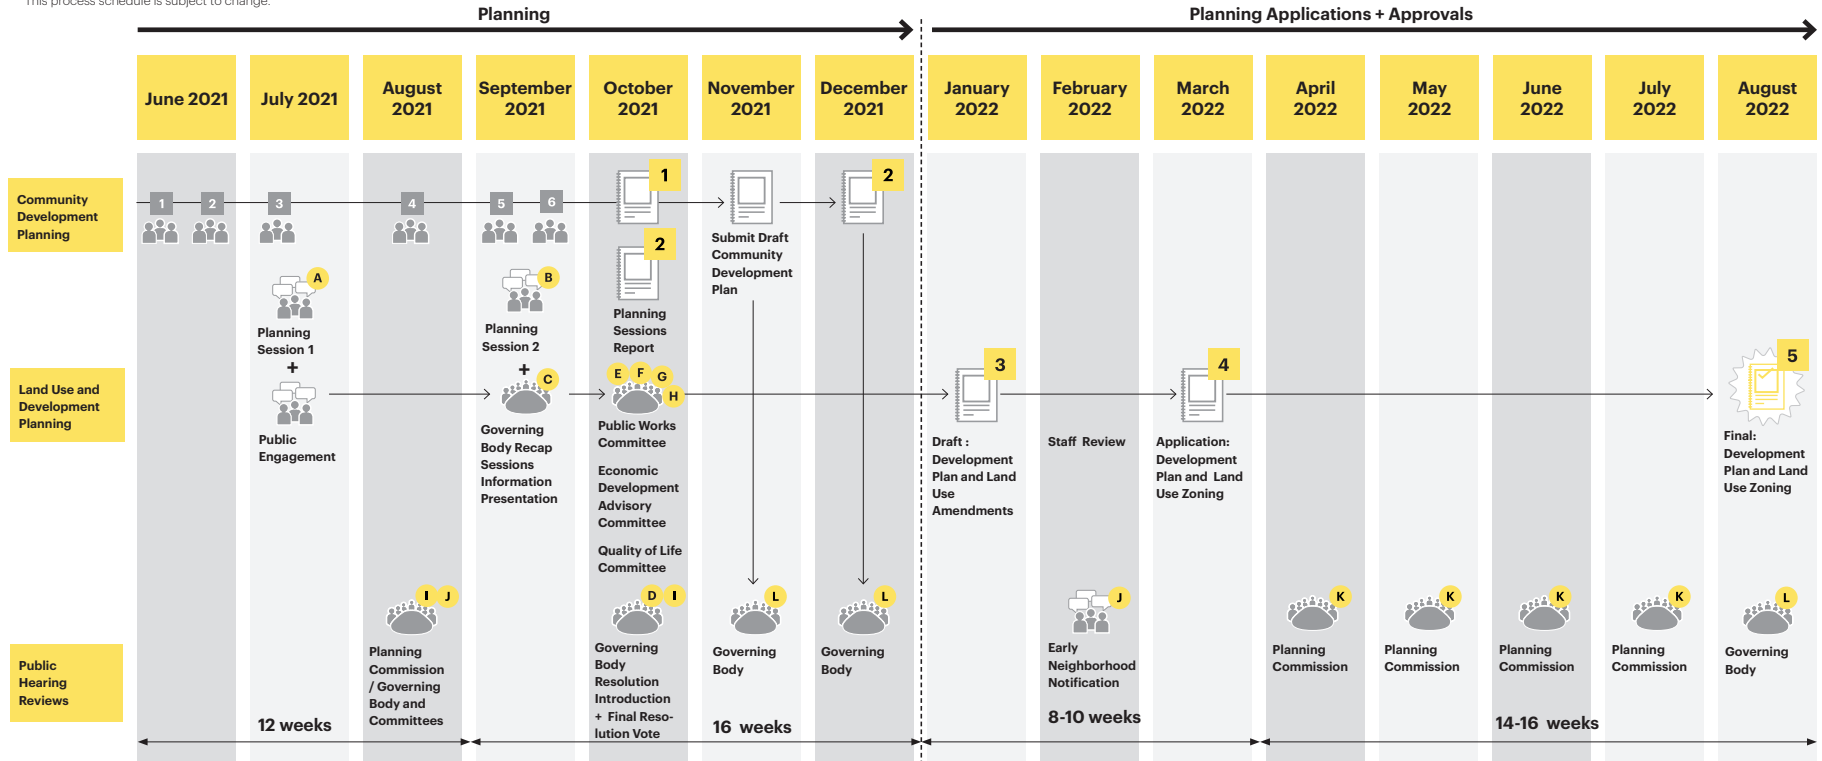 This process schedule is subject to change.
Planning
Planning Applications + Approvals
June 2021
July 2021
August
2021
September
2021
October
2021
November
2021
December
2021
January
2022
February
2022
March
2022
April
2022
May
2022
June
2022
July
2022
August
2022
Community
Development
Planning
1
2
3
4
5
6
1
2
2
Submit Draft
Community
Development
Plan
A
Planning
Session 1
+
Public
Engagement
B
Planning
Session 2
+
C
Governing
Body Recap
Sessions
Information
Presentation
Planning
Sessions
Report
E
F
G
H
Public Works
Committee
Economic
Development
Advisory
Committee
Quality of Life
Committee
Land Use and
Development
Planning
3
Draft :
Development
Plan and Land
Use
Amendments
Staff Review
4
Application:
Development
Plan and Land
Use Zoning
5
Final:
Development
Plan and Land
Use Zoning
Public
Hearing
Reviews
I
J
Planning
Commission
/ Governing
Body and
Committees
D
I
Governing
Body
Resolution
Introduction
+ Final Reso-
lution Vote
L
Governing
Body
L
Governing
Body
J
Early
Neighborhood
Notification
K
Planning
Commission
K
Planning
Commission
K
Planning
Commission
K
Planning
Commission
L
Governing
Body
12 weeks
16 weeks
8-10 weeks
14-16 weeks